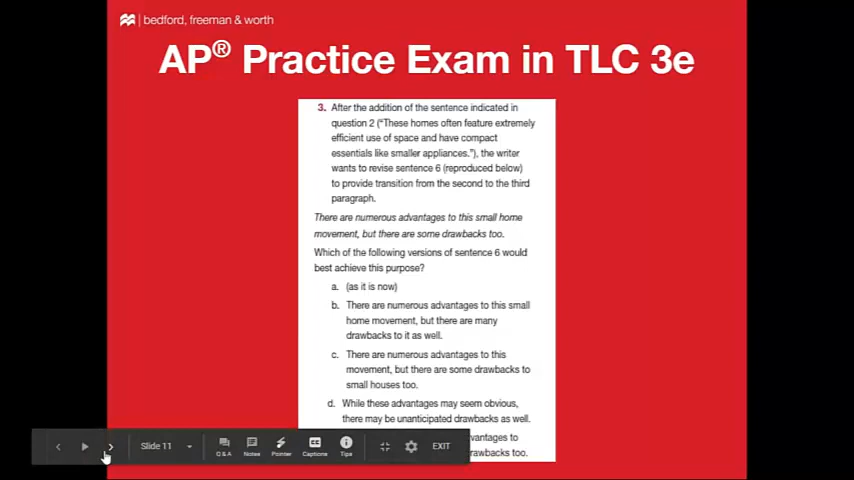 bedford, freeman & worth
AP® Practice Exam in TLC 3e
3. After the addition of the sentence indicated in
question 2 ("These homes often feature extremely
efficient use of space and have compact
essentials like smaller appliances."), the writer
wants to revise sentence 6 (reproduced below)
to provide transition from the second to the third
paragraph.
There are numerous advantages to this small home
movement, but there are some drawbacks too.
Which of the following versions of sentence 6 would
best achieve this purpose?
a. (as it is now)
b. There are numerous advantages to this small
home movement, but there are many
drawbacks to it as well.
c. There are numerous advantages to this
movement, but there are some drawbacks to
small houses too.
d. While these advantages may seem obvious,
there may be unanticipated drawbacks as well.
to
too.
Slide 11
Q & A
Notes
Pointer
Captions
Tips
EXIT